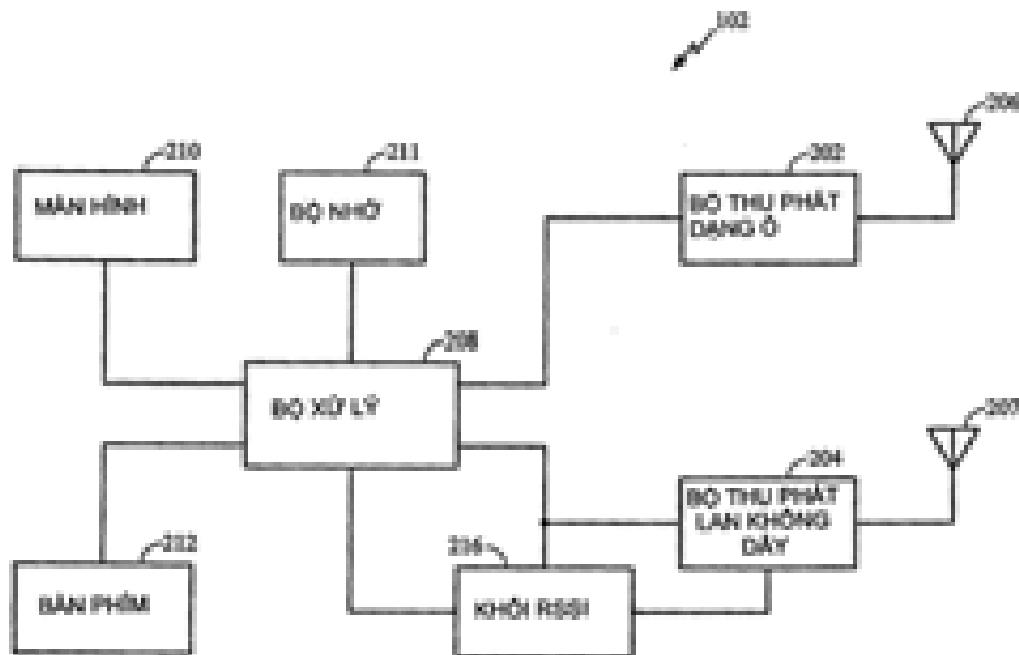 102
206
210
211
202
MÀN HÌNH
BỘ NHỚ
BỘ THU PHÁT
DẠNG Ô
208
BỘ XỬ LÝ
207
204
BỘ THU PHÁT
LAN KHÔNG
DÂY
212
216
BÀN PHÍM
KHỐI RSSI